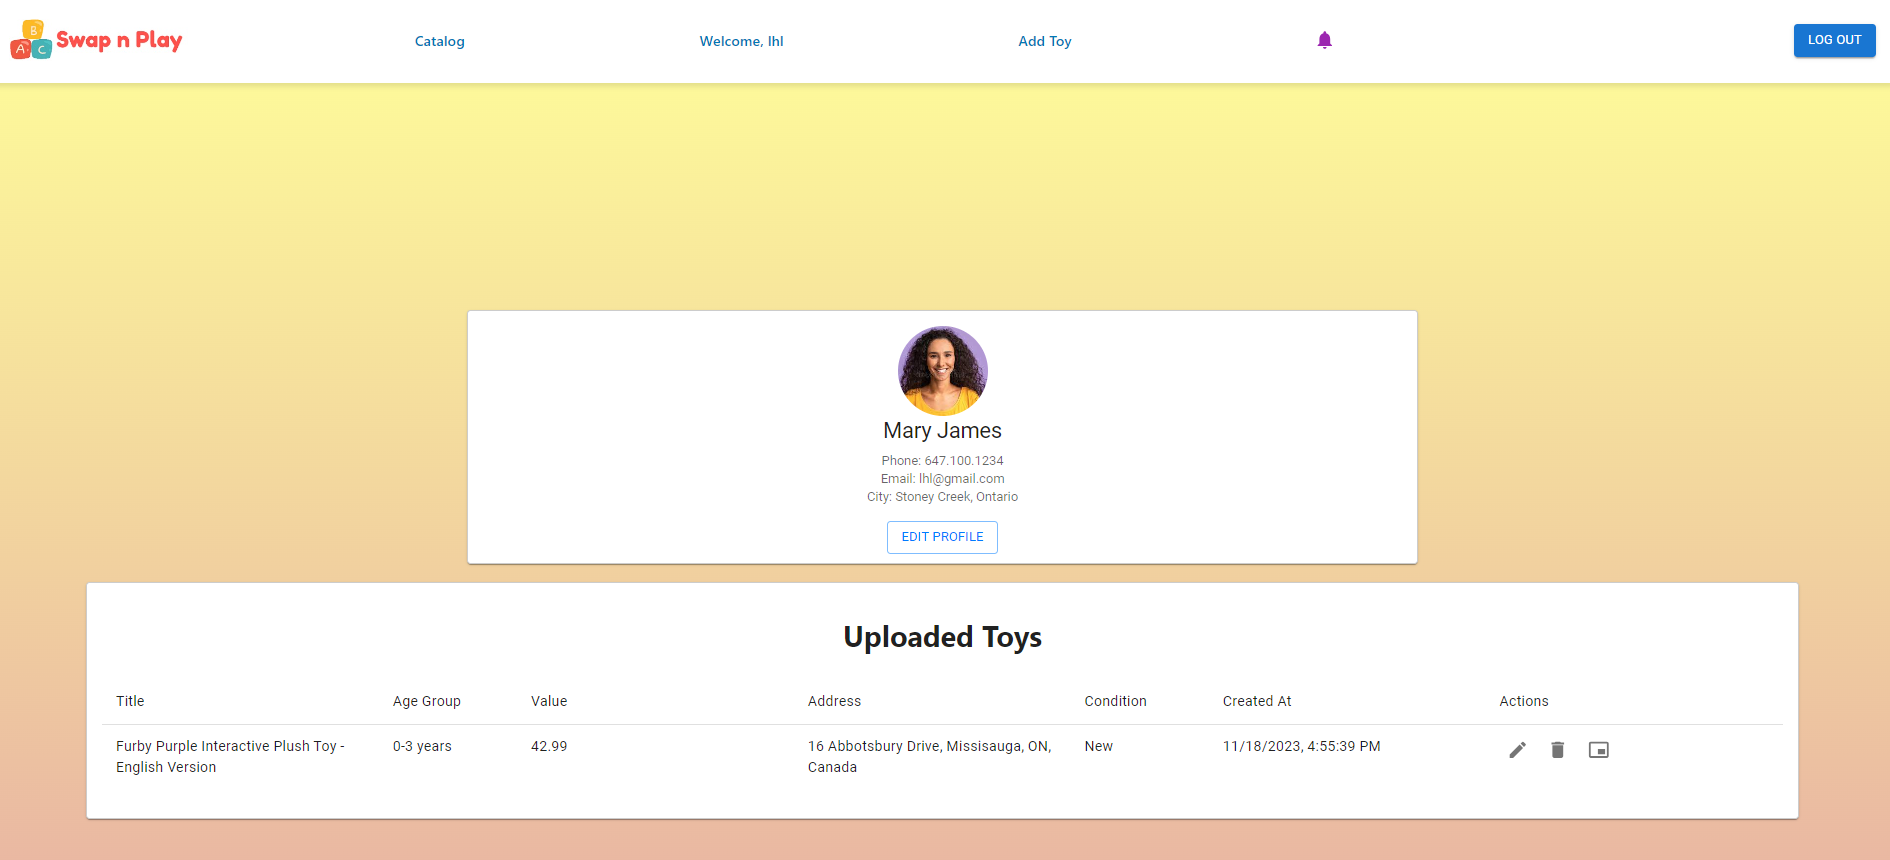 B
A C
Swap n Play
Catalog
Welcome, lhl
Add Toy
LOG OUT
Mary James
Phone: 647.100.1234
Email: lhl@gmail.com
City: Stoney Creek, Ontario
EDIT PROFILE
Uploaded Toys
Title Age Group Value Address Condition Created At Actions
Furby Purple Interactive Plush Toy - 0-3 years 42.99 16 Abbotsbury Drive, Missisauga, ON, New 11/18/2023, 4:55:39 PM
English Version Canada